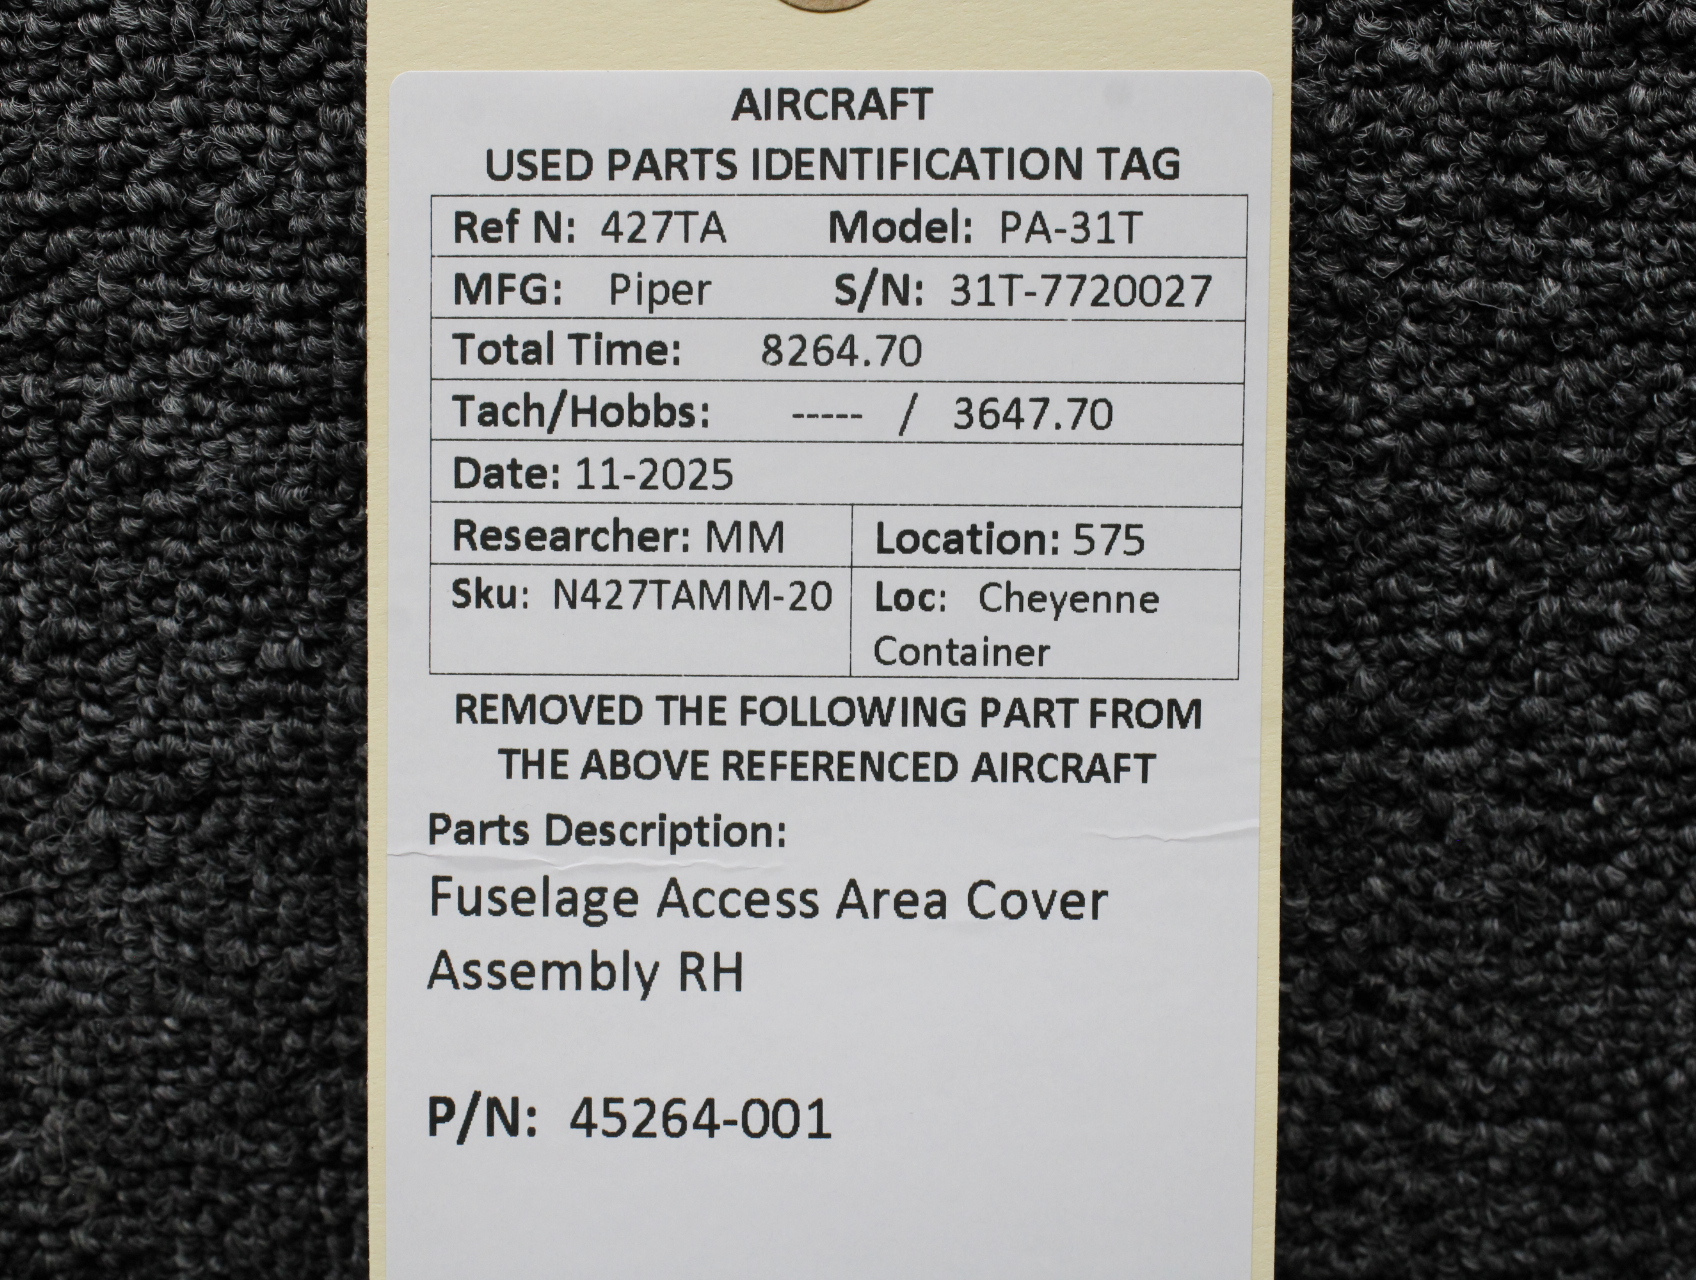 AIRCRAFT
USED PARTS IDENTIFICATION TAG
Ref N: 427TA Model: PA-31T
MFG: Piper S/N: 31T-7720027
Total Time: 8264.70
Tach/Hobbs: ----- / 3647.70
Date: 11-2025
Researcher: MM Location: 575
Sku: N427TAMM-20 Loc: Cheyenne
Container
REMOVED THE FOLLOWING PART FROM
THE ABOVE REFERENCED AIRCRAFT
Parts Description:
Fuselage Access Area Cover
Assembly RH
P/N: 45264-001